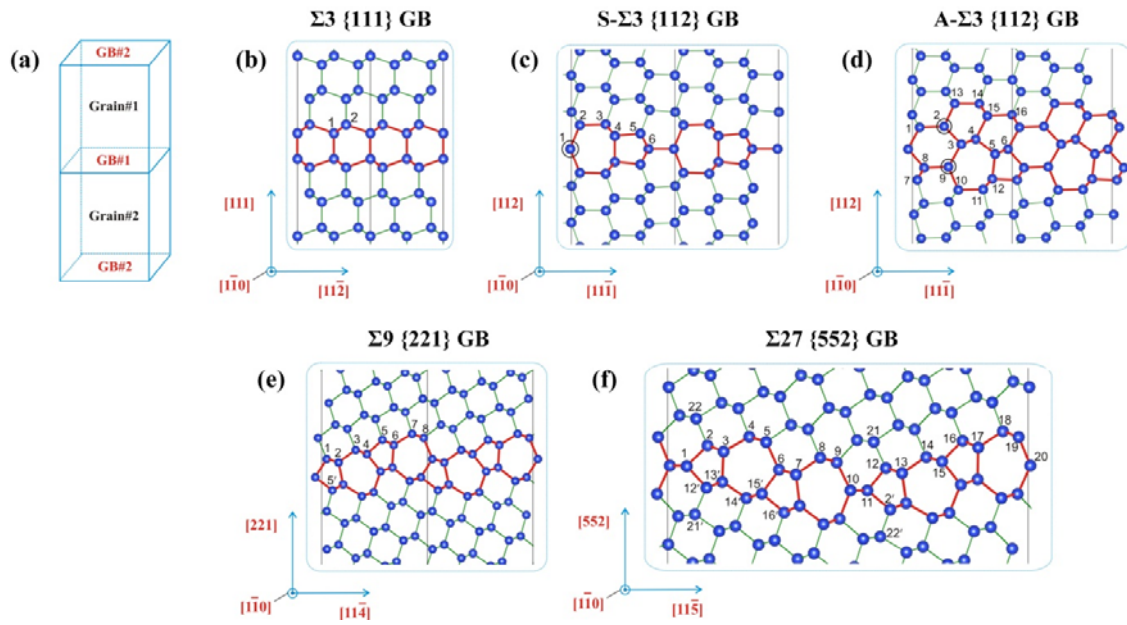 Σ3 {111} GB
S-Σ3 {112} GB
A-Σ3 {112} GB
(a)
GB#2
Grain#1
GB#1
Grain#2
GB#2
(b)
1 2
[111]
[11̅0]
[112̅]
(c)
1 2 3 4 5 6
[112]
[11̅0]
[111̅]
(d)
13 14
15 16
1 2 3 4 5 6
7 8 9 10 11 12
[112]
[11̅0]
[111̅]
Σ9 {221} GB
Σ27 {552} GB
(e)
1 2 3 4 5 6 7 8
5′
[221]
[11̅0]
[114̅]
(f)
22 1 2 3 4 5 6 7 8 9 10 11 12 13 14 15 16 17 18 19 20 21
12′ 13′ 14′ 15′ 16′ 21′ 2′ 22′
[552]
[11̅0]
[115̅]